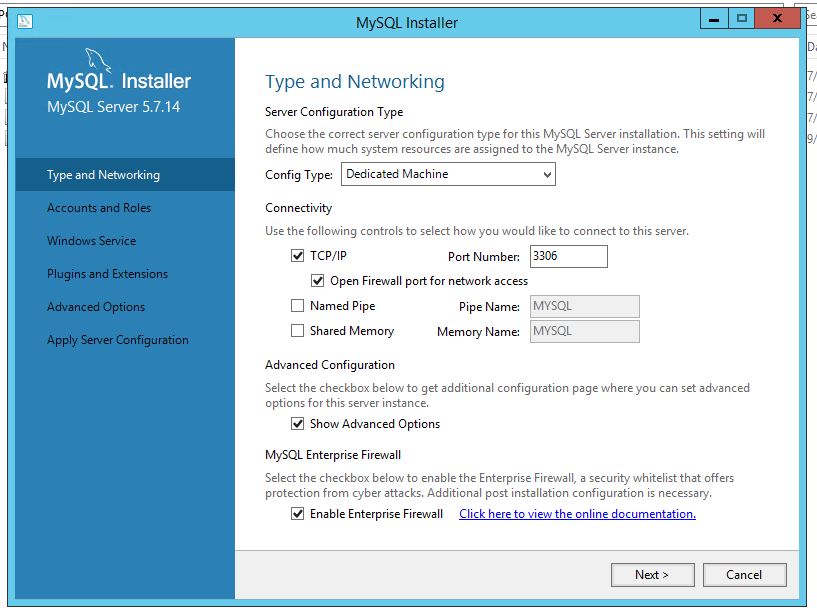 MySQL Installer
MySQL. Installer
MySQL Server 5.7.14
Type and Networking
Accounts and Roles
Windows Service
Plugins and Extensions
Advanced Options
Apply Server Configuration
Type and Networking
Server Configuration Type
Choose the correct server configuration type for this MySQL Server installation. This setting will
define how much system resources are assigned to the MySQL Server instance.
Config Type: Dedicated Machine
Connectivity
Use the following controls to select how you would like to connect to this server.
TCP/IP Port Number: 3306
Open Firewall port for network access
Named Pipe Pipe Name: MYSQL
Shared Memory Memory Name: MYSQL
Advanced Configuration
Select the checkbox below to get additional configuration page where you can set advanced
options for this server instance.
Show Advanced Options
MySQL Enterprise Firewall
Select the checkbox below to enable the Enterprise Firewall, a security whitelist that offers
protection from cyber attacks. Additional post installation configuration is necessary.
Enable Enterprise Firewall Click here to view the online documentation.
Next > Cancel